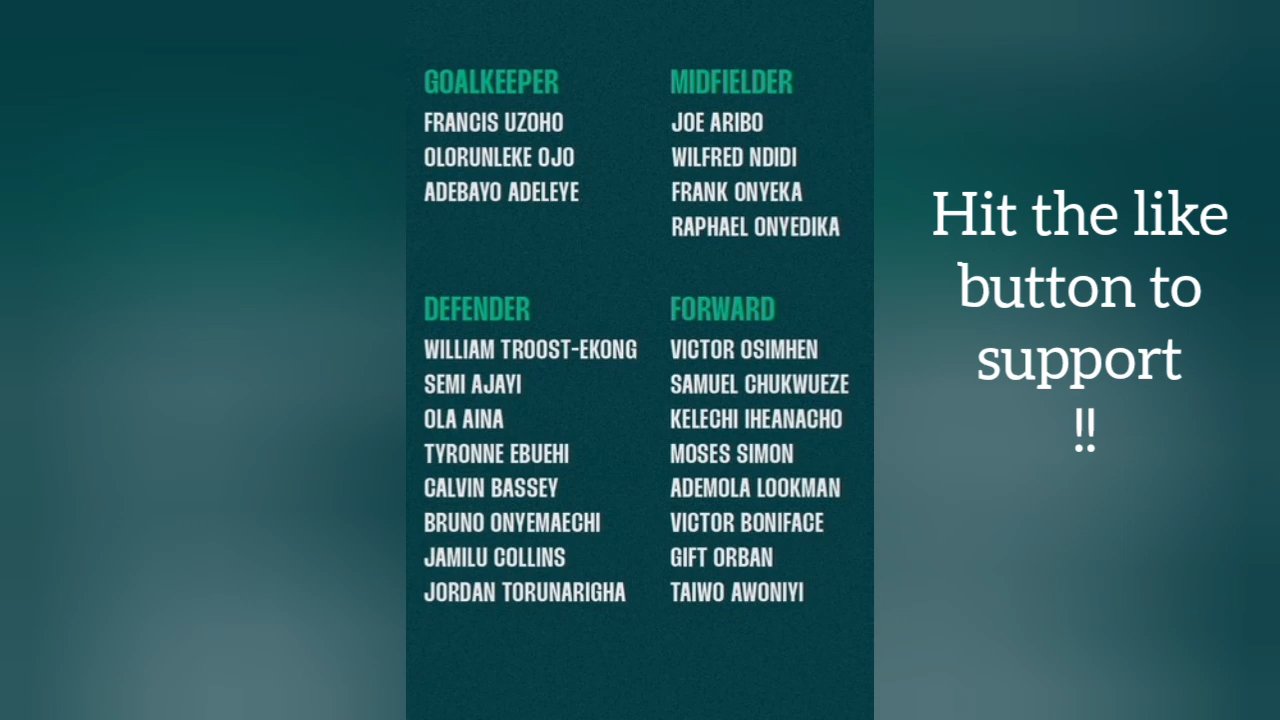 GOALKEEPER
FRANCIS UZOHO
OLORUNLEKE OJO
ADEBAYO ADELEYE
MIDFIELDER
JOE ARIBO
WILFRED NDIDI
FRANK ONYEKA
RAPHAEL ONYEDIKA
DEFENDER
WILLIAM TROOST-EKONG
SEMI AJAYI
OLA AINA
TYRONNE EBUEHI
CALVIN BASSEY
BRUNO ONYEMAECHI
JAMILU COLLINS
JORDAN TORUNARIGHA
FORWARD
VICTOR OSIMHEN
SAMUEL CHUKWUEZE
KELECHI IHEANACHO
MOSES SIMON
ADEMOLA LOOKMAN
VICTOR BONIFACE
GIFT ORBAN
TAIWO AWONIYI
Hit the like
button to
support
!!